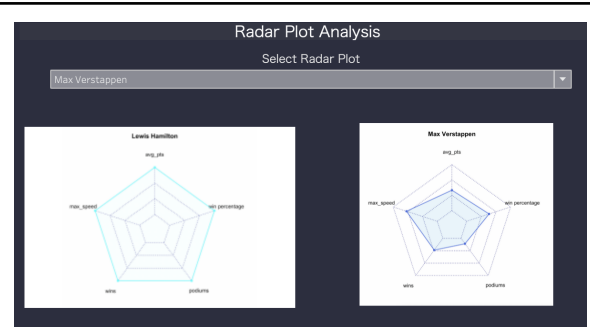 Radar Plot Analysis
Select Radar Plot
Max Verstappen
Lewis Hamilton
avg_pts
max_speed
win percentage
wins
podiums
Max Verstappen
avg_pts
max_speed
win percentage
wins
podiums